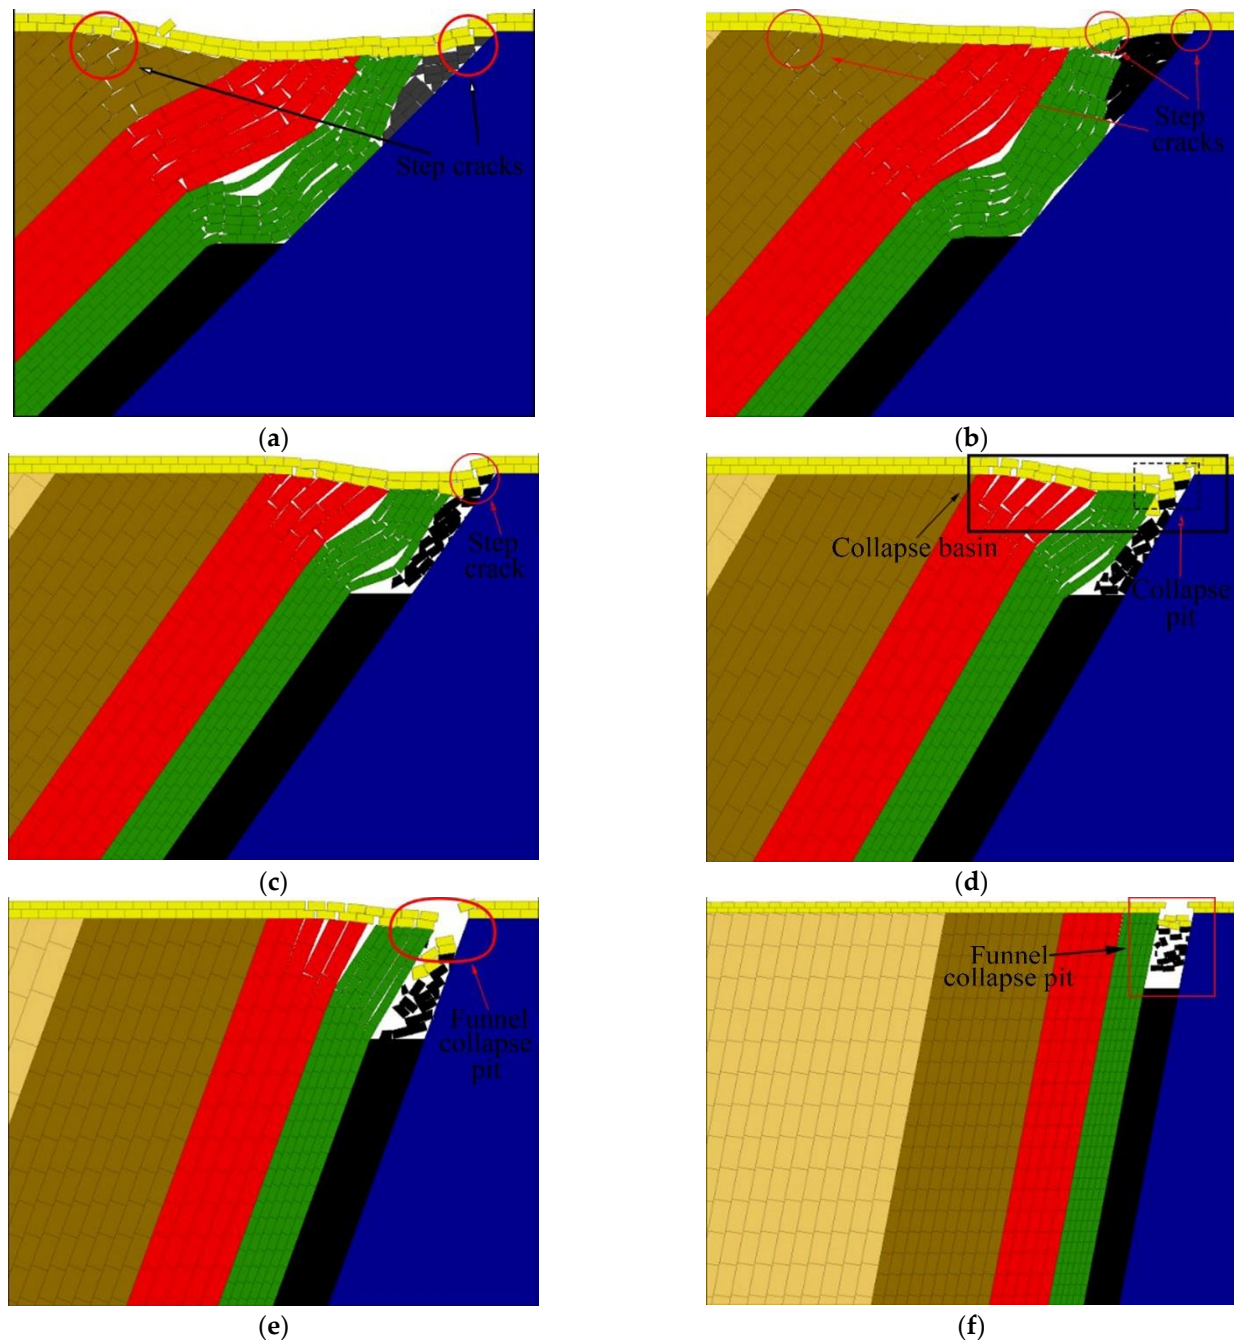 Step cracks
(a)
Step
cracks
(b)
Step
crack
(c)
Collapse basin
Collapse
pit
(d)
Funnel
collapse
pit
(e)
Funnel
collapse pit
(f)